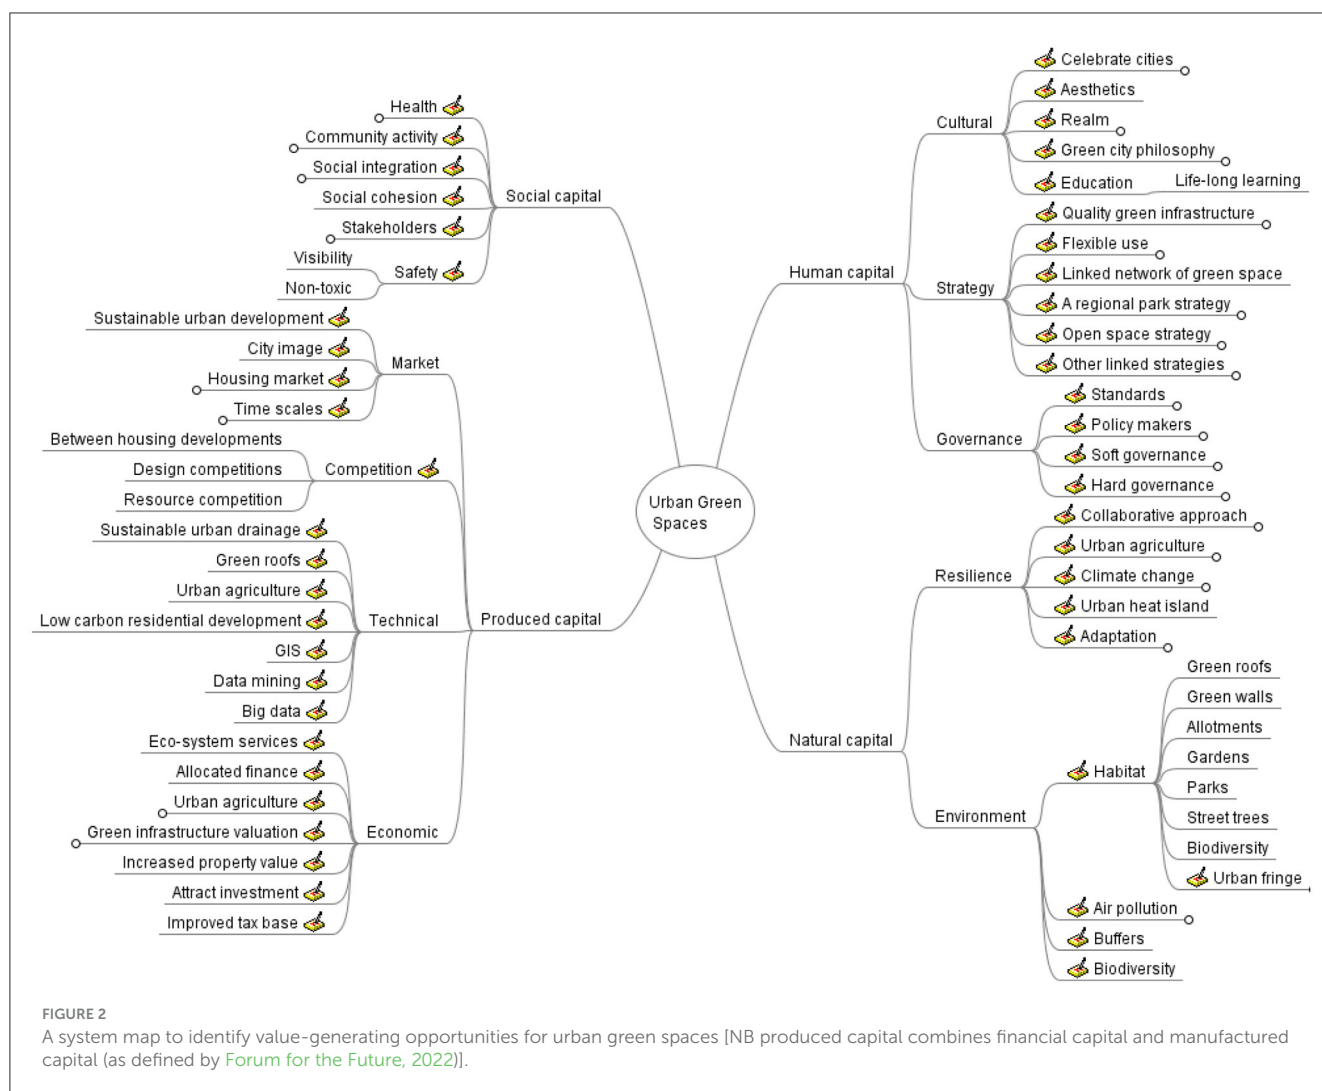 Health
Community activity
Social integration
Social cohesion
Stakeholders
Visibility
Non-toxic
Safety
Social capital
Sustainable urban development
City image
Housing market
Time scales
Market
Between housing developments
Design competitions
Resource competition
Competition
Sustainable urban drainage
Green roofs
Urban agriculture
Low carbon residential development
GIS
Data mining
Big data
Technical
Produced capital
Eco-system services
Allocated finance
Urban agriculture
Green infrastructure valuation
Increased property value
Attract investment
Improved tax base
Economic
Urban Green
Spaces
Human capital
Cultural
Celebrate cities
Aesthetics
Realm
Green city philosophy
Education
Life-long learning
Strategy
Quality green infrastructure
Flexible use
Linked network of green space
A regional park strategy
Open space strategy
Other linked strategies
Governance
Standards
Policy makers
Soft governance
Hard governance
Natural capital
Resilience
Collaborative approach
Urban agriculture
Climate change
Urban heat island
Adaptation
Environment
Habitat
Green roofs
Green walls
Allotments
Gardens
Parks
Street trees
Biodiversity
Urban fringe
Air pollution
Buffers
Biodiversity
FIGURE 2
A system map to identify value-generating opportunities for urban green spaces [NB produced capital combines financial capital and manufactured
capital (as defined by Forum for the Future, 2022)].